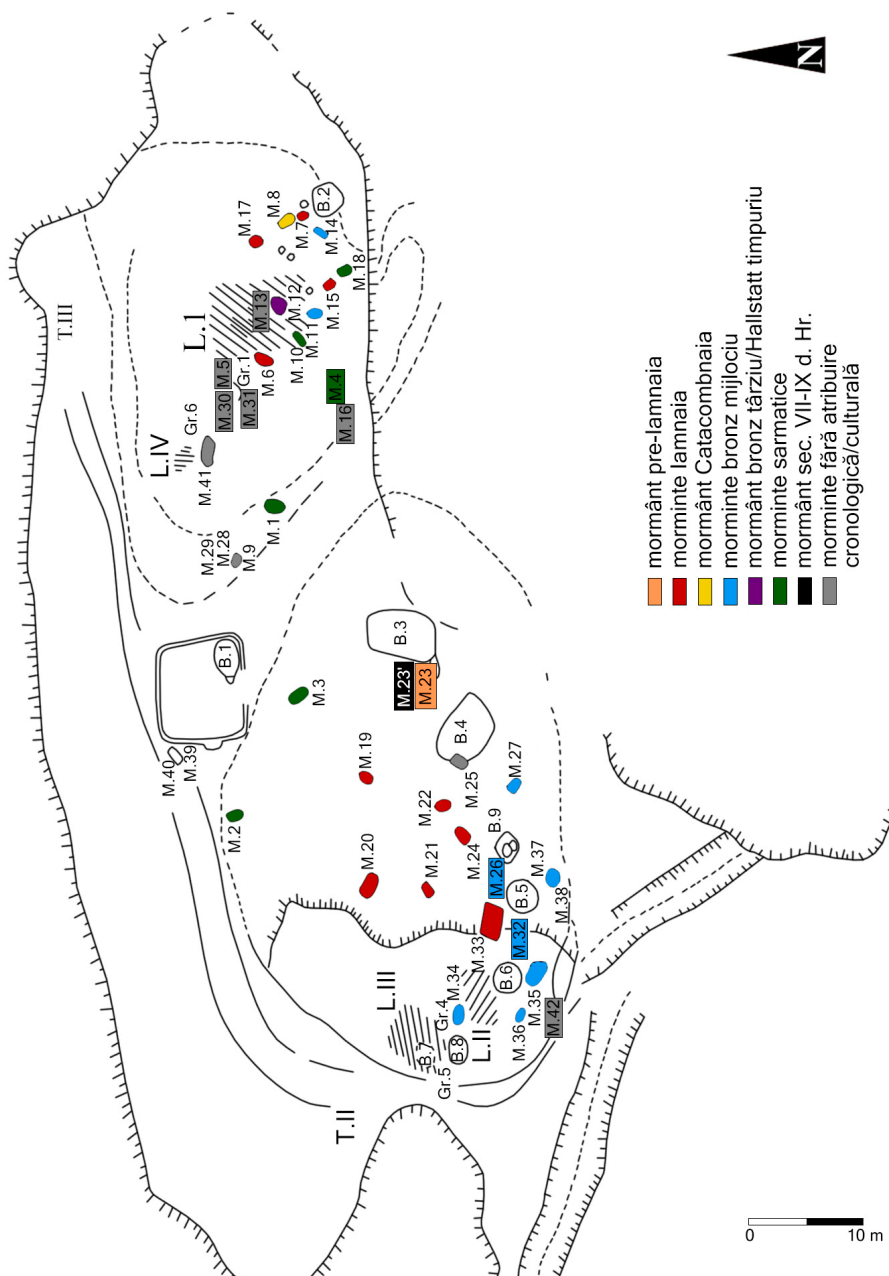 N
T.III
L.1
L.IV
Gr.6
M.41
M.30
M.5
M.31
Gr.1
M.6
M.13
M.12
M.10
M.11
M.15
M.17
M.8
M.7
M.14
B.2
M.18
M.4
M.16
M.29
M.28
M.9
M.1
B.1
M.40
M.39
M.2
M.3
B.3
M.23'
M.23
B.4
M.25
M.19
M.22
M.24
M.20
M.21
M.27
B.9
M.26
B.5
M.37
M.38
M.33
M.32
B.6
M.34
M.35
M.36
M.42
L.III
L.II
Gr.4
B.7
B.8
Gr.5
T.II
mormânt pre-Iamnaia
morminte Iamnaia
mormânt Catacombnaia
morminte bronz mijlociu
mormânt bronz târziu/Hallstatt timpuriu
morminte sarmatice
mormânt sec. VII-IX d. Hr.
morminte fără atribuire
cronologică/culturală
0
10 m